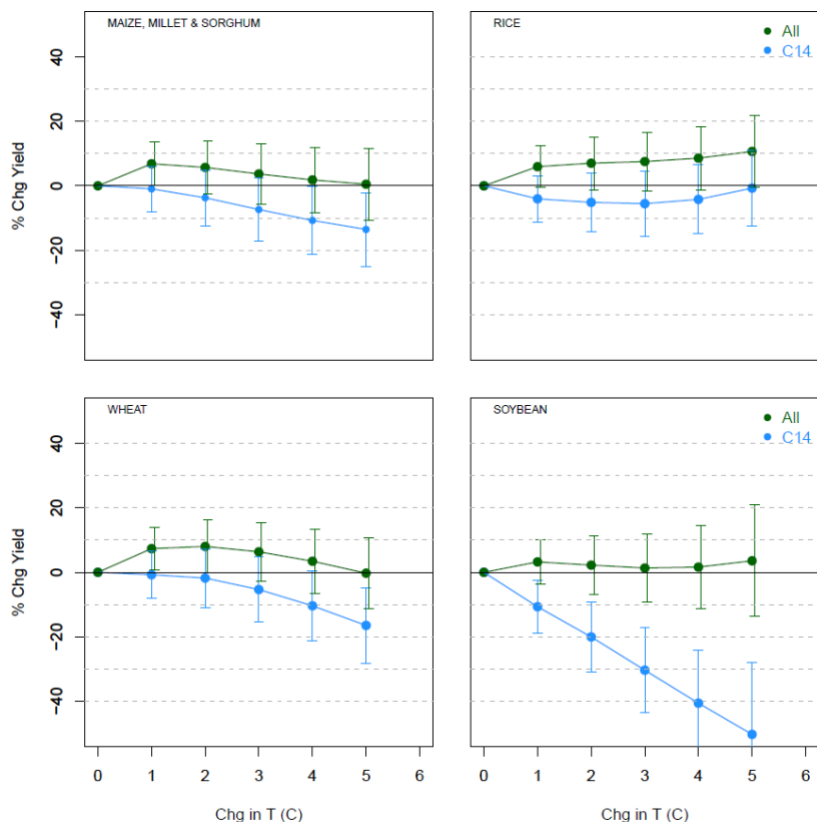 MAIZE, MILLET & SORGHUM
% Chg Yield
40
20
0
−20
−40
RICE
All
C14
WHEAT
% Chg Yield
40
20
0
−20
−40
0 1 2 3 4 5 6
Chg in T (C)
SOYBEAN
All
C14
0 1 2 3 4 5 6
Chg in T (C)